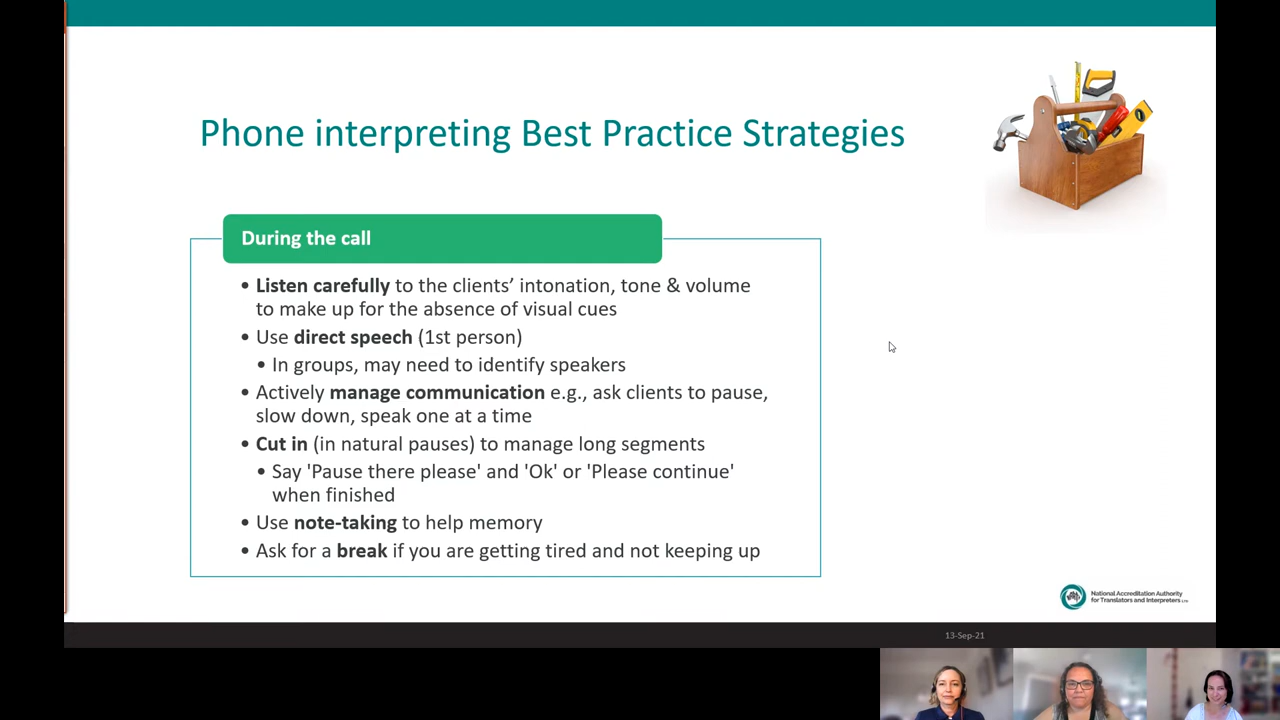 Phone interpreting Best Practice Strategies
During the call
• Listen carefully to the clients’ intonation, tone & volume
to make up for the absence of visual cues
• Use direct speech (1st person)
• In groups, may need to identify speakers
• Actively manage communication e.g., ask clients to pause,
slow down, speak one at a time
• Cut in (in natural pauses) to manage long segments
• Say 'Pause there please' and 'Ok' or 'Please continue'
when finished
• Use note-taking to help memory
• Ask for a break if you are getting tired and not keeping up
National Accreditation Authority
for Translators and Interpreters LTD
13-Sep-21